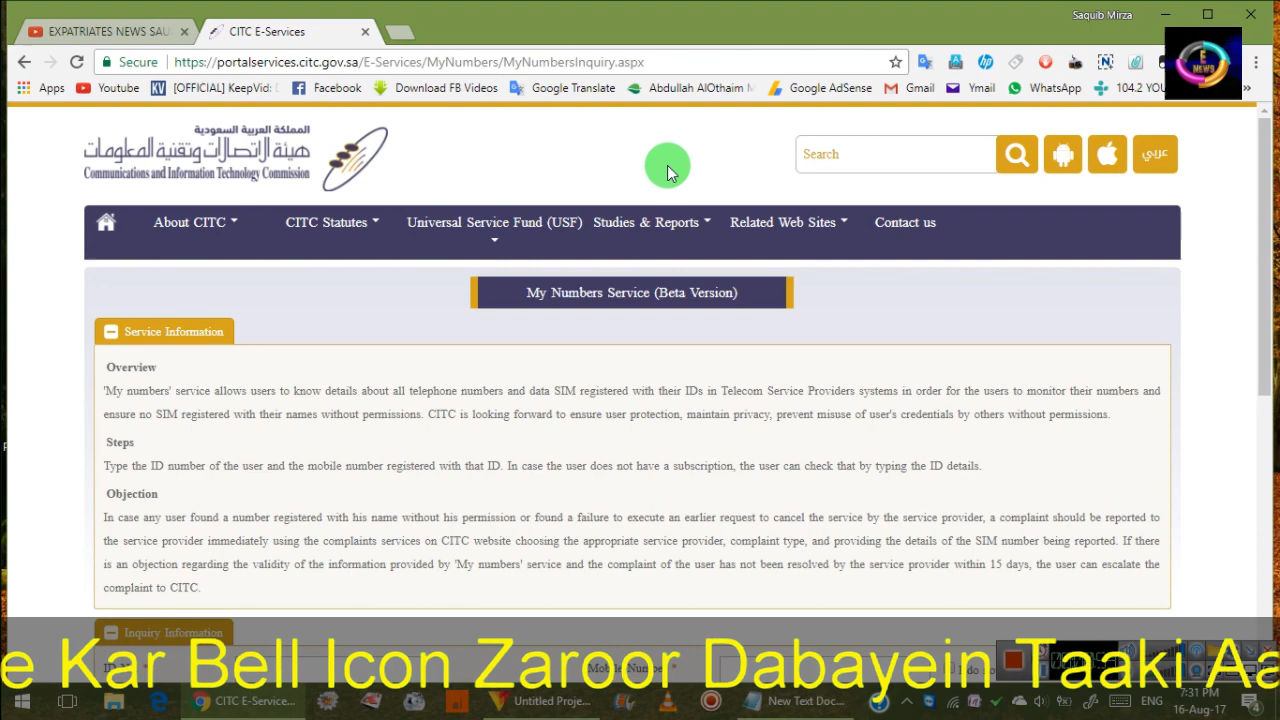 Saquib Mirza
EXPATRIATES NEWS SAU
CITC E-Services
Secure
https://portalservices.citc.gov.sa/E-Services/MyNumbers/MyNumbersInquiry.aspx
Apps
Youtube
KV
[OFFICIAL] KeepVid:
Facebook
Download FB Videos
Google Translate
Abdullah AlOthaim
Google AdSense
Gmail
Ymail
WhatsApp
104.2 YOU
E
NEWS
المملكة العربية السعودية
هيئة الاتصالات وتقنية المعلومات
Communications and Information Technology Commission
Search
عربي
About CITC
CITC Statutes
Universal Service Fund (USF)
Studies & Reports
Related Web Sites
Contact us
My Numbers Service (Beta Version)
Service Information
Overview
'My numbers' service allows users to know details about all telephone numbers and data SIM registered with their IDs in Telecom Service Providers systems in order for the users to monitor their numbers and
ensure no SIM registered with their names without permissions. CITC is looking forward to ensure user protection, maintain privacy, prevent misuse of user's credentials by others without permissions.
Steps
Type the ID number of the user and the mobile number registered with that ID. In case the user does not have a subscription, the user can check that by typing the ID details.
Objection
In case any user found a number registered with his name without his permission or found a failure to execute an earlier request to cancel the service by the service provider, a complaint should be reported to
the service provider immediately using the complaints services on CITC website choosing the appropriate service provider, complaint type, and providing the details of the SIM number being reported. If there
is an objection regarding the validity of the information provided by 'My numbers' service and the complaint of the user has not been resolved by the service provider within 15 days, the user can escalate the
complaint to CITC.
Inquiry Information
e Kar Bell Icon Zaroor Dabayein Taaki Aa
CITC E-Service...
Untitled Proje...
New Text Doc...
ENG
7:31 PM
16-Aug-17